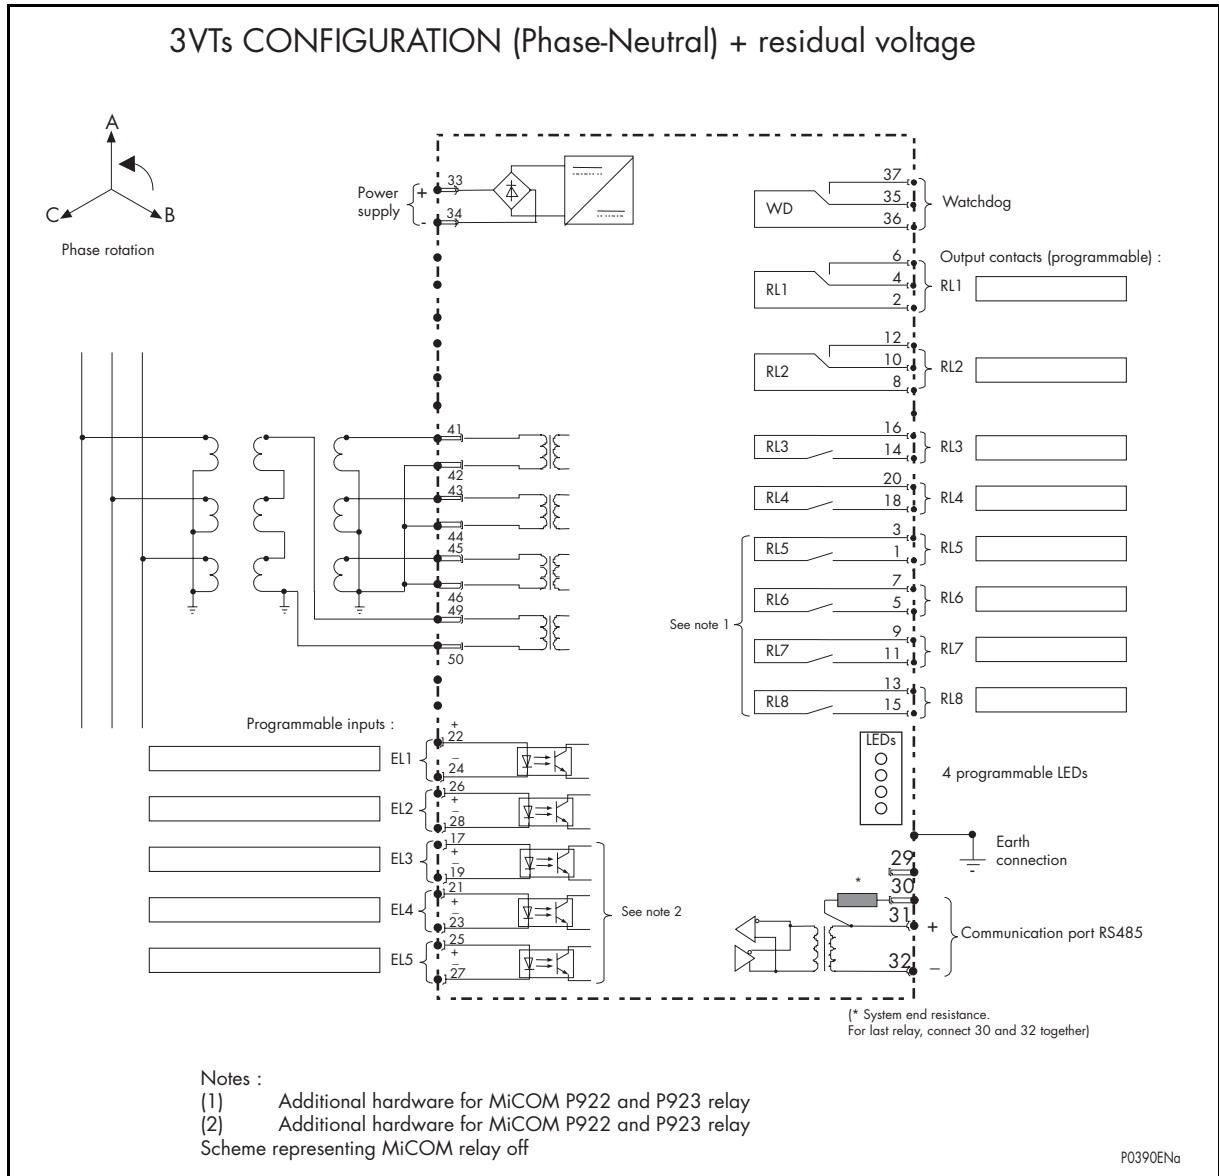 3VTs CONFIGURATION (Phase-Neutral) + residual voltage
A
C
B
Phase rotation
Power
supply
+
-
33
34
WD
37
35
36
Watchdog
Output contacts (programmable) :
RL1
6
4
2
RL1
RL2
12
10
8
RL2
RL3
16
14
RL3
RL4
20
18
RL4
See note 1
RL5
3
1
RL5
RL6
7
5
RL6
RL7
9
11
RL7
RL8
13
15
RL8
41
42
43
44
45
46
49
50
Programmable inputs :
EL1
+
22
–
24
EL2
26
+
–
28
EL3
17
+
–
19
EL4
21
+
–
23
EL5
25
+
–
27
See note 2
LEDs
4 programmable LEDs
Earth
connection
29
*
30
31
+
Communication port RS485
32
–
(* System end resistance.
For last relay, connect 30 and 32 together)
Notes :
(1) Additional hardware for MiCOM P922 and P923 relay
(2) Additional hardware for MiCOM P922 and P923 relay
Scheme representing MiCOM relay off
P0390ENa